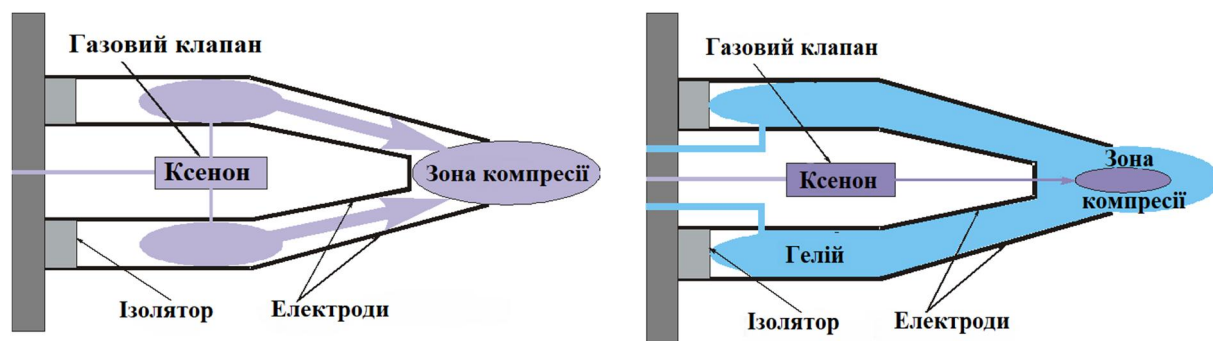 Газовий клапан
Ксенон
Зона компресії
Ізолятор
Електроди
Газовий клапан
Ксенон
Зона
компресії
Гелій
Ізолятор
Електроди